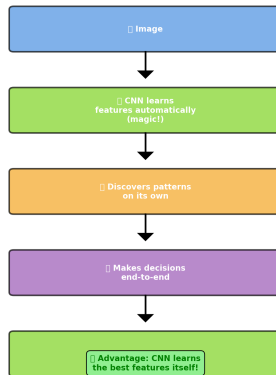 Image
CNN learns
features automatically
(magic!)
Discovers patterns
on its own
Makes decisions
end-to-end
Advantage: CNN learns
the best features itself!